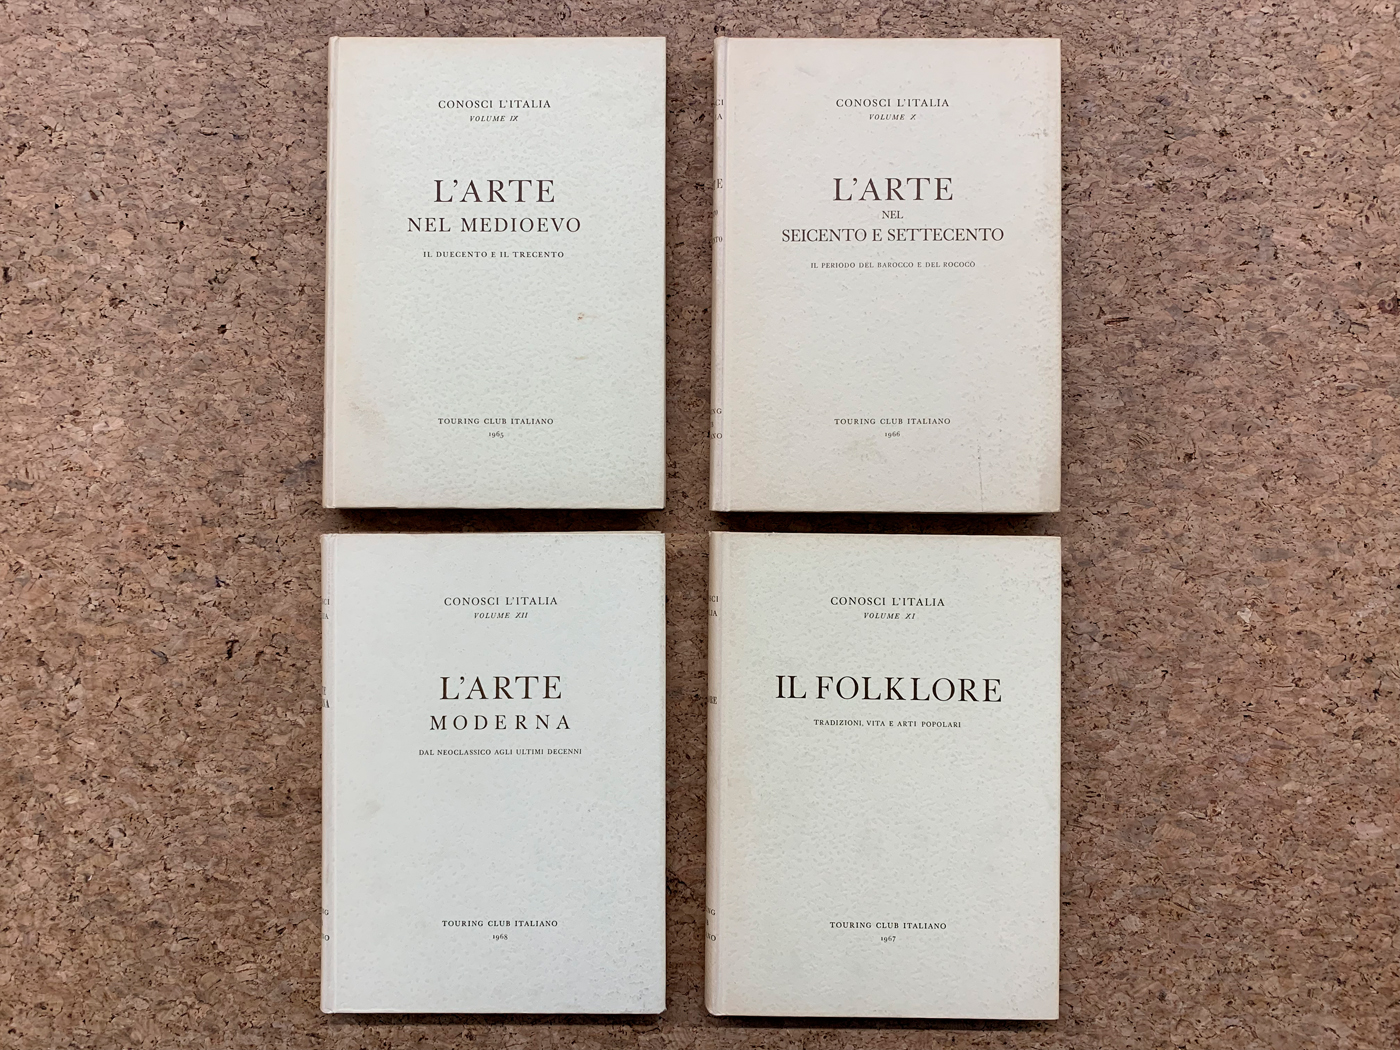 CONOSCI L'ITALIA
VOLUME IX
L'ARTE
NEL MEDIOEVO
IL DUECENTO E IL TRECENTO
TOURING CLUB ITALIANO
1965
CONOSCI L'ITALIA
VOLUME X
L'ARTE
NEL
SEICENTO E SETTECENTO
IL PERIODO DEL BAROCCO E DEL ROCOCÒ
TOURING CLUB ITALIANO
1966
CONOSCI L'ITALIA
VOLUME XII
L'ARTE
MODERNA
DAL NEOCLASSICO AGLI ULTIMI DECENNI
TOURING CLUB ITALIANO
1968
CONOSCI L'ITALIA
VOLUME XI
IL FOLKLORE
TRADIZIONI, VITA E ARTI POPOLARI
TOURING CLUB ITALIANO
1967